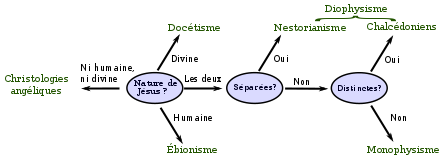 Diophysisme
Docétisme
Nestorianisme
Chalcédoniens
Divine
Oui
Oui
Ni humaine,
ni divine
Christologies
angéliques
Nature de
Jésus ?
Les deux
Séparées?
Non
Distinctes?
Humaine
Non
Ébionisme
Monophysisme